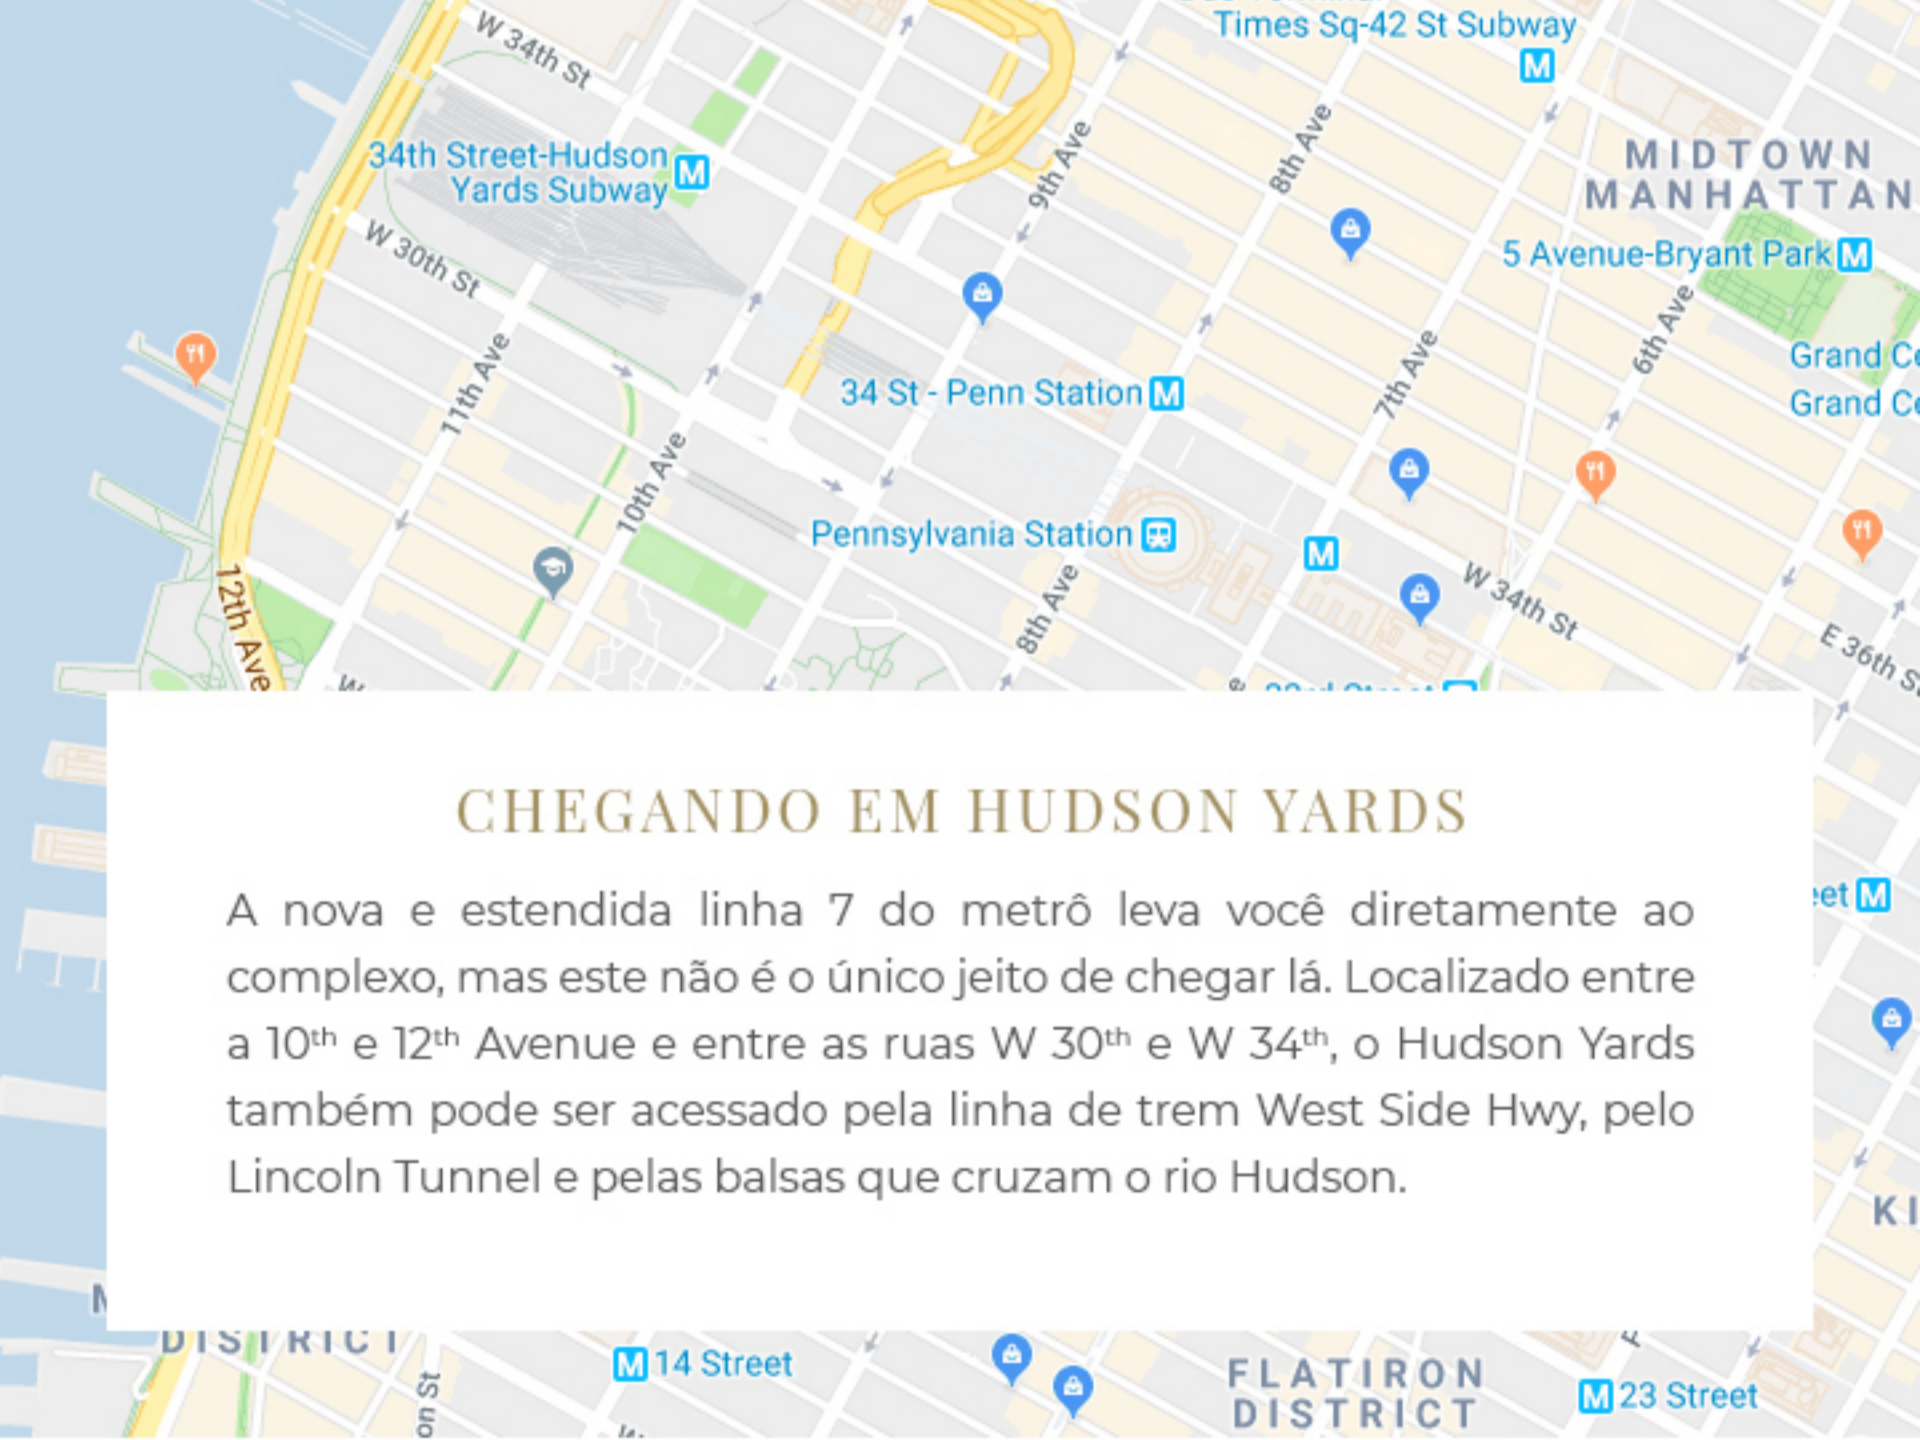 Times Sq-42 St Subway
W 34th St
MIDTOWN
MANHATTAN
34th Street-Hudson
Yards Subway
9th Ave
8th Ave
5 Avenue-Bryant Park
W 30th St
6th Ave
11th Ave
7th Ave
Grand
Grand
34 St - Penn Station
10th Ave
Pennsylvania Station
12th Ave
8th Ave
W 34th St
E 36th
CHEGANDO EM HUDSON YARDS
A nova e estendida linha 7 do metrô leva você diretamente ao
complexo, mas este não é o único jeito de chegar lá. Localizado entre
a 10th e 12th Avenue e entre as ruas W 30th e W 34th, o Hudson Yards
também pode ser acessado pela linha de trem West Side Hwy, pelo
Lincoln Tunnel e pelas balsas que cruzam o rio Hudson.
DISTRICT
14 Street
FLATIRON
DISTRICT
23 Street